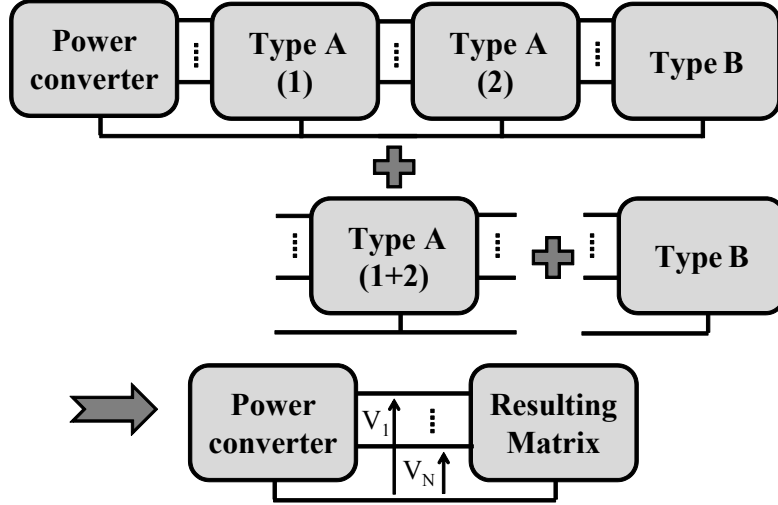 Power
converter
Type A
(1)
Type A
(2)
Type B
Type A
(1+2)
Type B
Power
converter
V1
VN
Resulting
Matrix